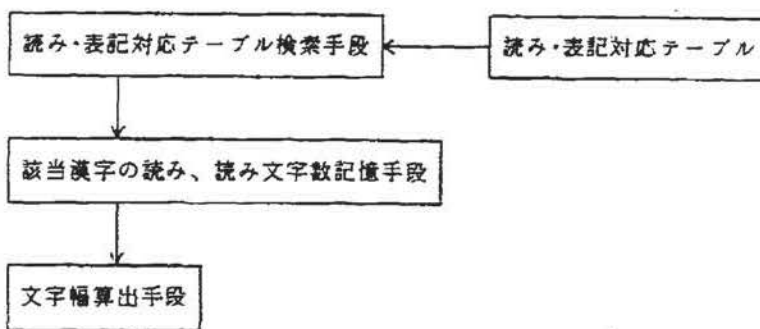 読み・表記対応テーブル検索手段
読み・表記対応テーブル
該当漢字の読み、読み文字数記憶手段
文字幅算出手段